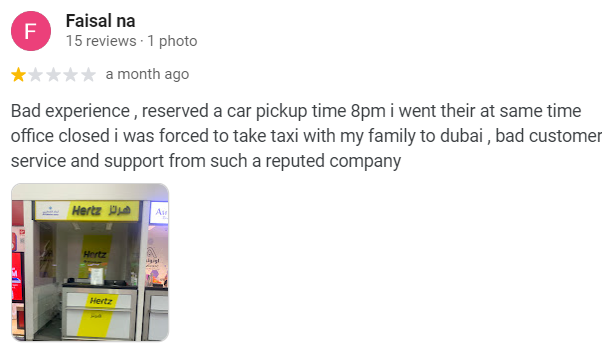 F
Faisal na
15 reviews · 1 photo
a month ago
Bad experience , reserved a car pickup time 8pm i went their at same time
office closed i was forced to take taxi with my family to dubai , bad customer
service and support from such a reputed company
Hertz هرتز
Hertz
Hertz
هرتز